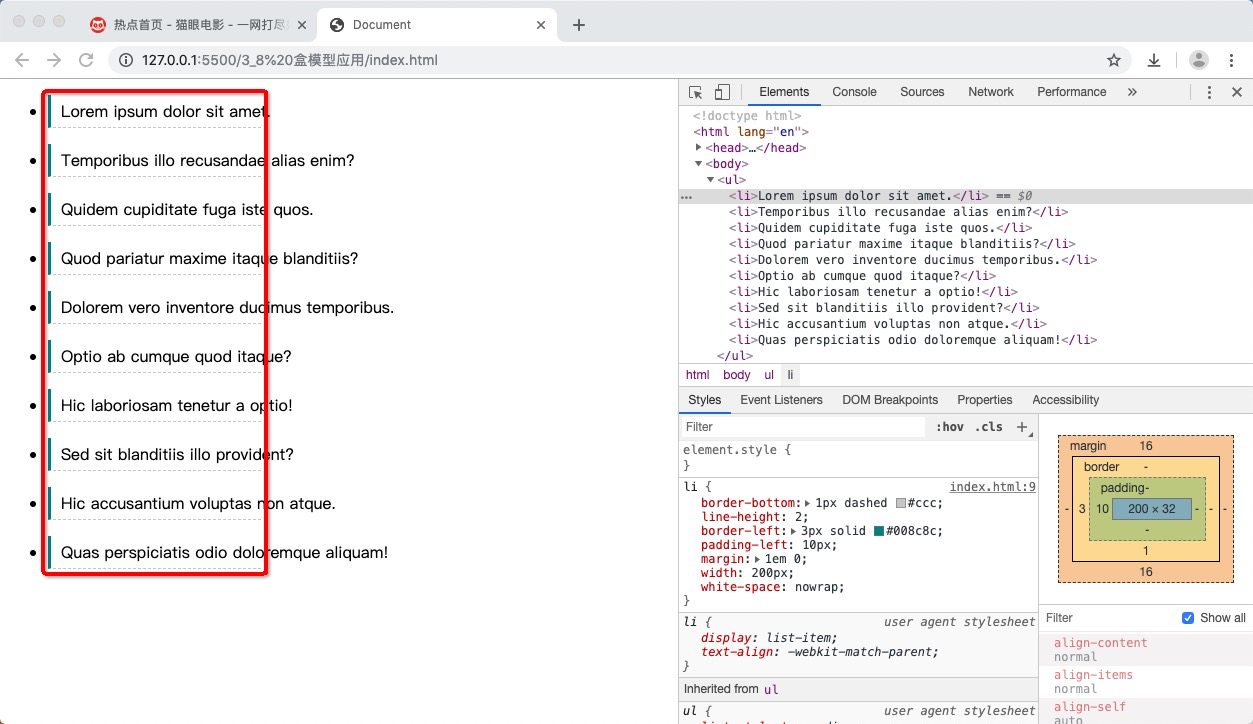 热点首页 - 猫眼电影 - 一网打尽
Document
127.0.0.1:5500/3_8%20盒模型应用/index.html
Lorem ipsum dolor sit amet.
Temporibus illo recusandae alias enim?
Quidem cupiditate fuga iste quos.
Quod pariatur maxime itaque blanditiis?
Dolorem vero inventore ducimus temporibus.
Optio ab cumque quod itaque?
Hic laboriosam tenetur a optio!
Sed sit blanditiis illo provident?
Hic accusantium voluptas non atque.
Quas perspiciatis odio doloremque aliquam!
Elements Console Sources Network Performance »
<!doctype html>
<html lang="en">
<head>…</head>
<body>
<ul>
<li>Lorem ipsum dolor sit amet.</li> == $0
<li>Temporibus illo recusandae alias enim?</li>
<li>Quidem cupiditate fuga iste quos.</li>
<li>Quod pariatur maxime itaque blanditiis?</li>
<li>Dolorem vero inventore ducimus temporibus.</li>
<li>Optio ab cumque quod itaque?</li>
<li>Hic laboriosam tenetur a optio!</li>
<li>Sed sit blanditiis illo provident?</li>
<li>Hic accusantium voluptas non atque.</li>
<li>Quas perspiciatis odio doloremque aliquam!</li>
</ul>
html body ul li
Styles Event Listeners DOM Breakpoints Properties Accessibility
Filter :hov .cls +
element.style {
}
li { index.html:9
border-bottom: 1px dashed #ccc;
line-height: 2;
border-left: 3px solid #008c8c;
padding-left: 10px;
margin: 1em 0;
width: 200px;
white-space: nowrap;
}
li { user agent stylesheet
display: list-item;
text-align: -webkit-match-parent;
}
Inherited from ul
ul { user agent stylesheet
margin 16
border -
padding -
- 3 10 200 × 32 - - -
-
1
16
Filter Show all
align-content
normal
align-items
normal
align-self
auto